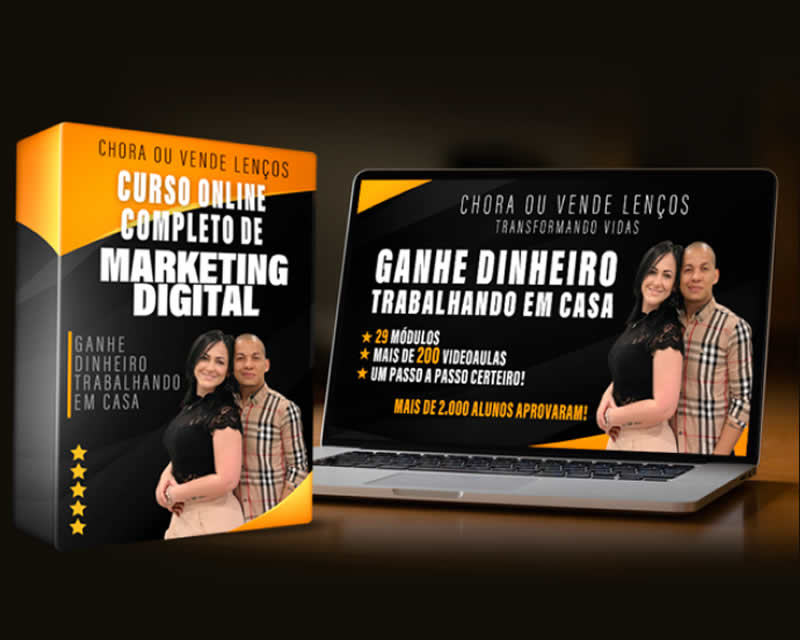 CHORA OU VENDE LENÇOS
CURSO ONLINE
COMPLETO DE
MARKETING
DIGITAL
GANHE
DINHEIRO
TRABALHANDO
EM CASA
CHORA OU VENDE LENÇOS
TRANSFORMANDO VIDAS
GANHE DINHEIRO
TRABALHANDO EM CASA
29 MÓDULOS
MAIS DE 200 VIDEOAULAS
UM PASSO A PASSO CERTEIRO!
MAIS DE 2.000 ALUNOS APROVARAM!